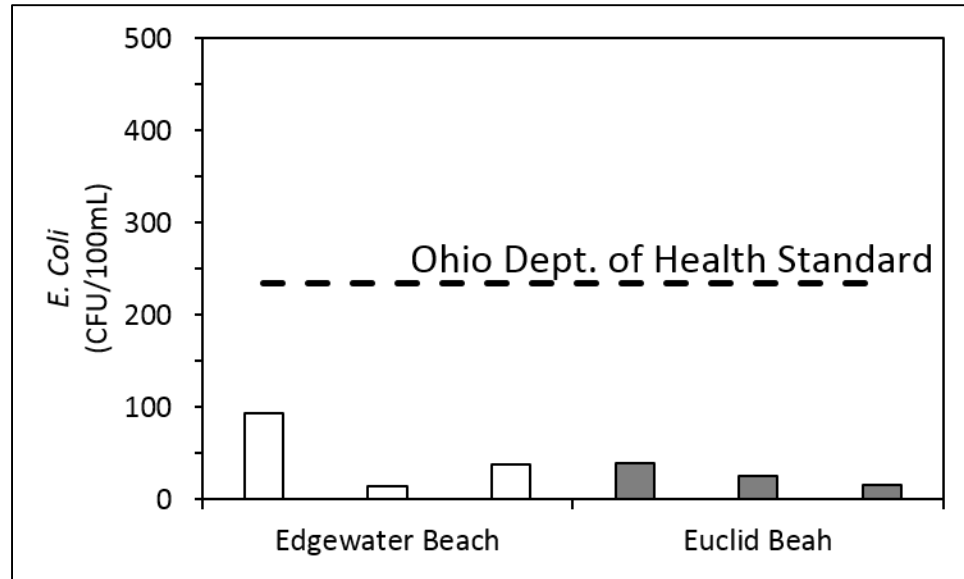 500
400
300
200
100
0
E. Coli
(CFU/100mL)
Ohio Dept. of Health Standard
Edgewater Beach
Euclid Beah